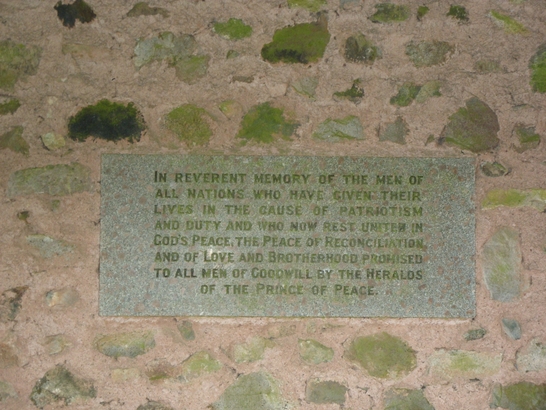 IN REVERENT MEMORY OF THE MEN OF
ALL NATIONS WHO HAVE GIVEN THEIR
LIVES IN THE CAUSE OF PATRIOTISM
AND DUTY AND WHO NOW REST UNITED IN
GOD'S PEACE, THE PEACE OF RECONCILIATION,
AND OF LOVE AND BROTHERHOOD PROMISED
TO ALL MEN OF GOODWILL BY THE HERALDS
OF THE PRINCE OF PEACE.